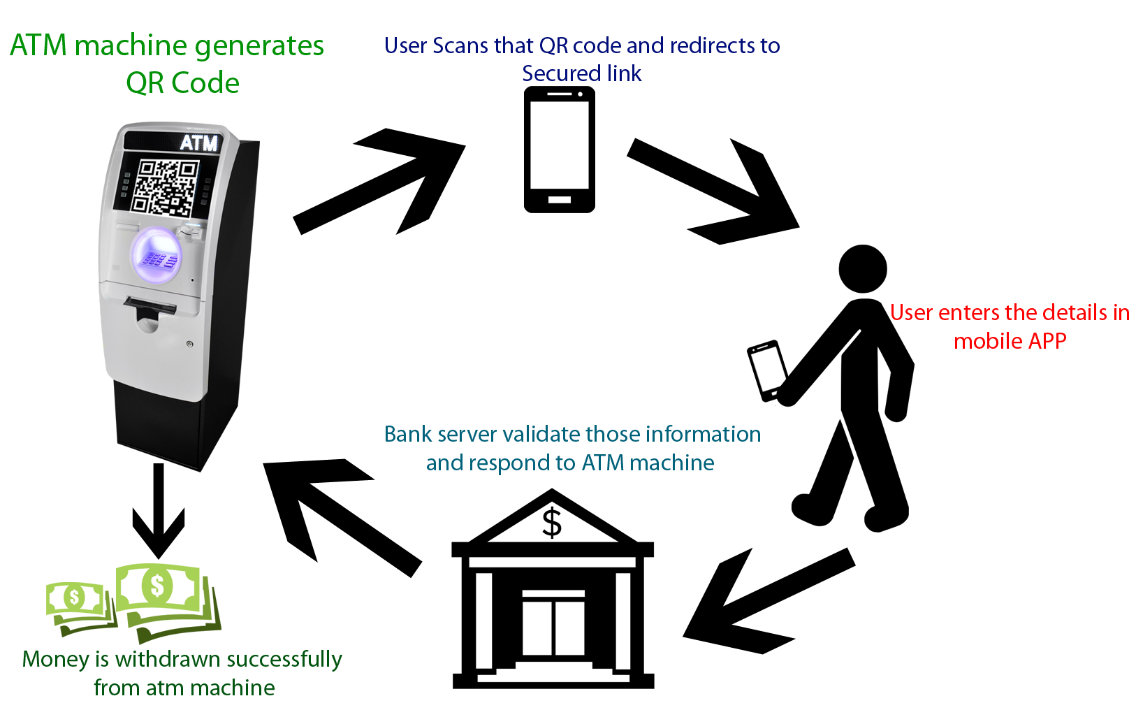 ATM machine generates
QR Code
User Scans that QR code and redirects to
Secured link
ATM
User enters the details in
mobile APP
Bank server validate those information
and respond to ATM machine
$
$
$
Money is withdrawn successfully
from atm machine